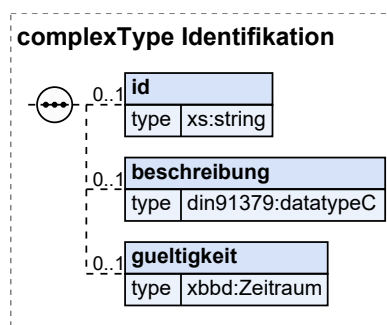 complexType Identifikation
0..1 id
type xs:string
0..1 beschreibung
type din91379:datatypeC
0..1 gueltigkeit
type xbbd:Zeitraum